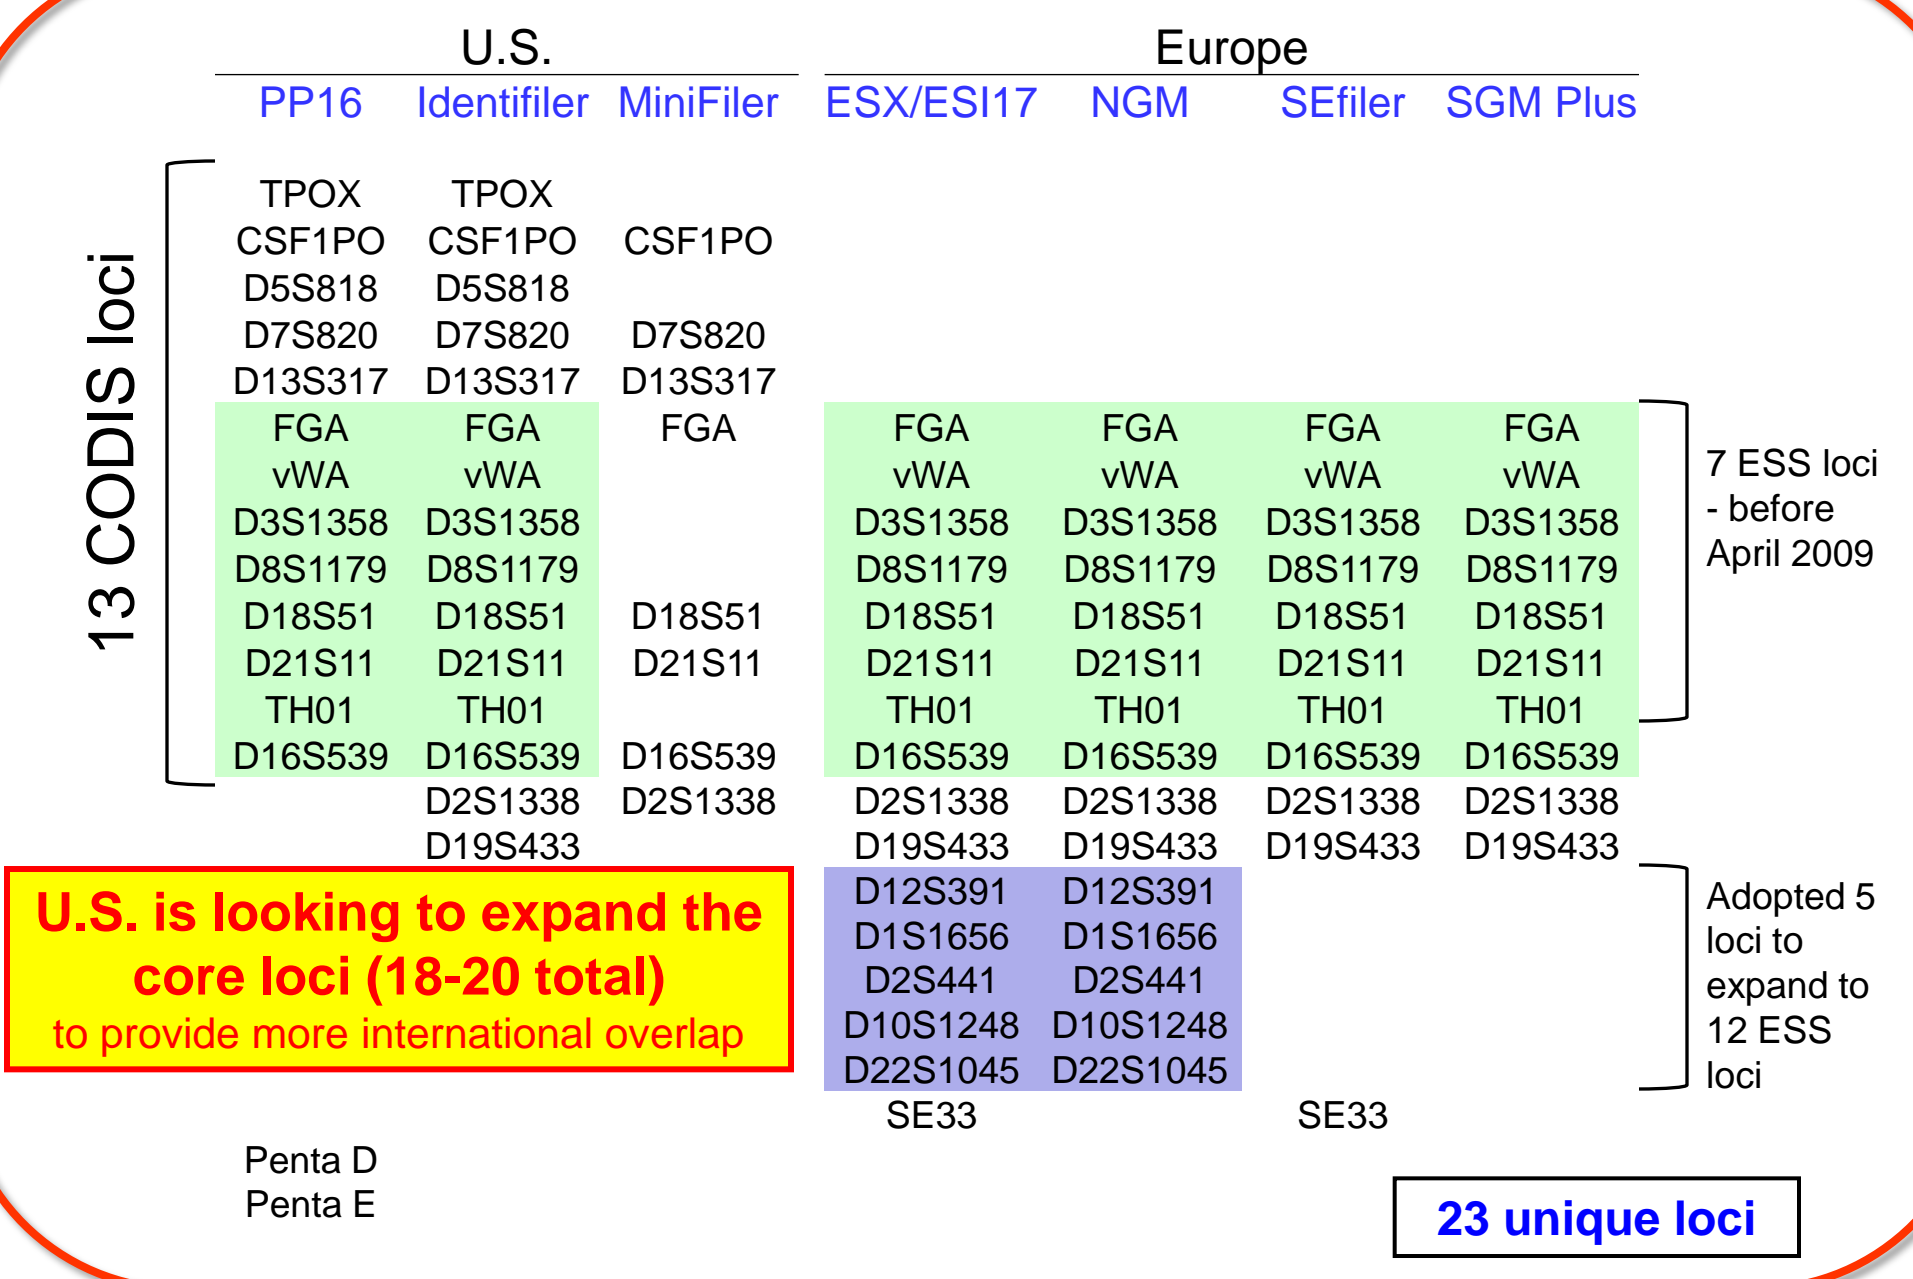 U.S. Europe
PP16 Identifiler MiniFiler ESX/ESI17 NGM SEfiler SGM Plus
13 CODIS loci
TPOX TPOX
CSF1PO CSF1PO CSF1PO
D5S818 D5S818
D7S820 D7S820 D7S820
D13S317 D13S317 D13S317
FGA FGA FGA FGA FGA FGA FGA
vWA vWA vWA vWA vWA vWA
D3S1358 D3S1358 D3S1358 D3S1358 D3S1358 D3S1358
D8S1179 D8S1179 D8S1179 D8S1179 D8S1179 D8S1179
D18S51 D18S51 D18S51 D18S51 D18S51 D18S51 D18S51
D21S11 D21S11 D21S11 D21S11 D21S11 D21S11 D21S11
TH01 TH01 TH01 TH01 TH01 TH01
D16S539 D16S539 D16S539 D16S539 D16S539 D16S539 D16S539
D2S1338 D2S1338 D2S1338 D2S1338 D2S1338 D2S1338
D19S433 D19S433 D19S433 D19S433 D19S433
D12S391 D12S391
D1S1656 D1S1656
D2S441 D2S441
D10S1248 D10S1248
D22S1045 D22S1045
SE33 SE33
Penta D
Penta E
7 ESS loci
- before
April 2009
Adopted 5
loci to
expand to
12 ESS
loci
U.S. is looking to expand the
core loci (18-20 total)
to provide more international overlap
23 unique loci